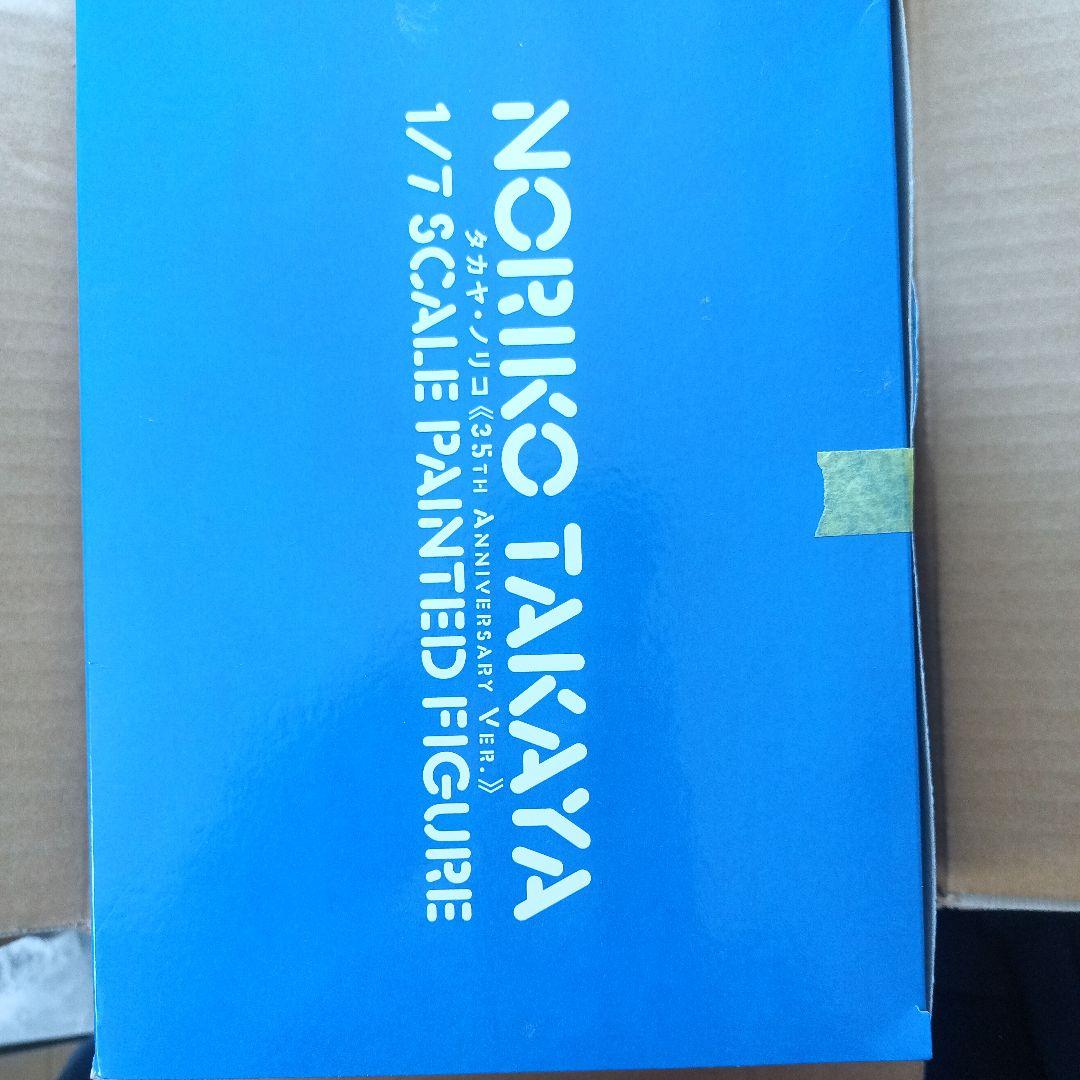 NORIKO TAKAYA
タカヤ・ノリコ《35TH ANNIVERSARY VER.》
1/7 SCALE PAINTED FIGURE